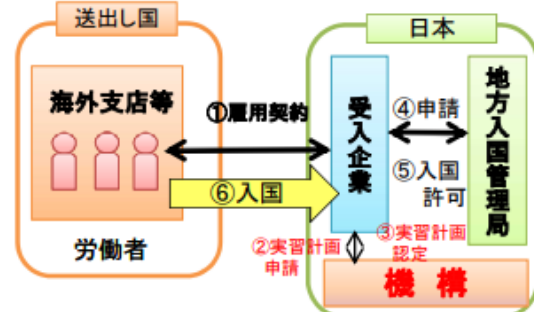 送出し国
日本
海外支店等
①雇用契約
受入企業
④申請
地方入国管理局
⑤入国
許可
⑥入国
労働者
②実習計画
申請
③実習計画
認定
機 構